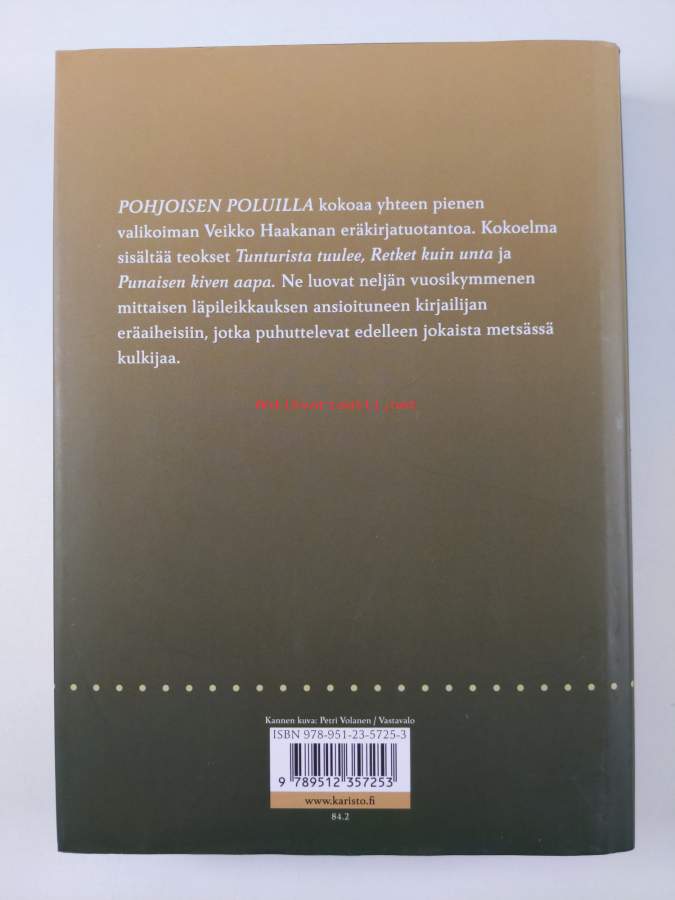 POHJOISEN POLUILLA kokoaa yhteen pienen
valikoiman Veikko Haakanan eräkirjatuotantoa. Kokoelma
sisältää teokset Tunturista tuulee, Retket kuin unta ja
Punaisen kiven aapa. Ne luovat neljän vuosikymmenen
mittaisen läpileikkauksen ansioituneen kirjailijan
eräaiheisiin, jotka puhuttelevat edelleen jokaista metsässä
kulkijaa.
Antikvariaatti.net
Kannen kuva: Petri Volanen / Vastavalo
ISBN 978-951-23-5725-3
9 789512 357253
www.karisto.fi
84.2